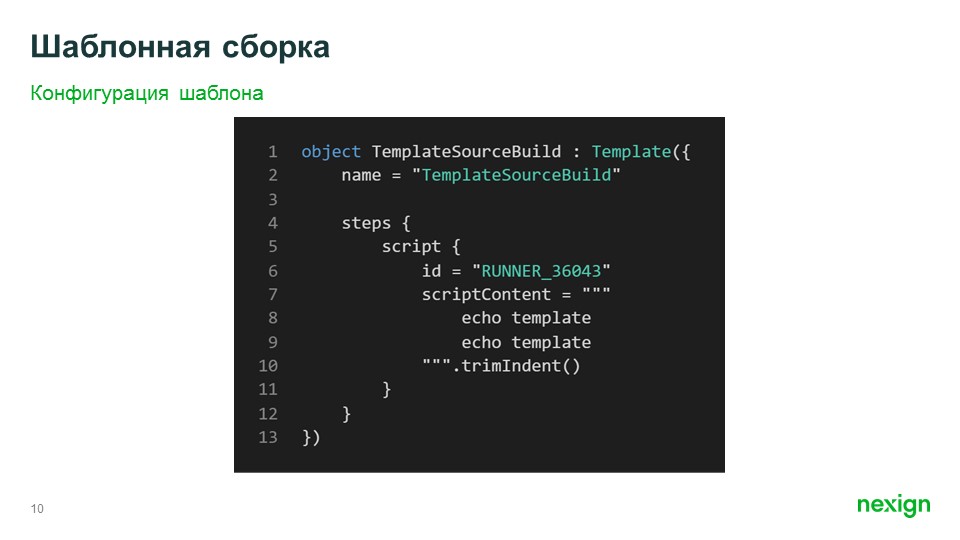 Шаблонная сборка
Конфигурация шаблона
1 object TemplateSourceBuild : Template({
2     name = "TemplateSourceBuild"
3
4     steps {
5         script {
6             id = "RUNNER_36043"
7             scriptContent = """
8                 echo template
9                 echo template
10             """.trimIndent()
11         }
12     }
13 })
10
nexign